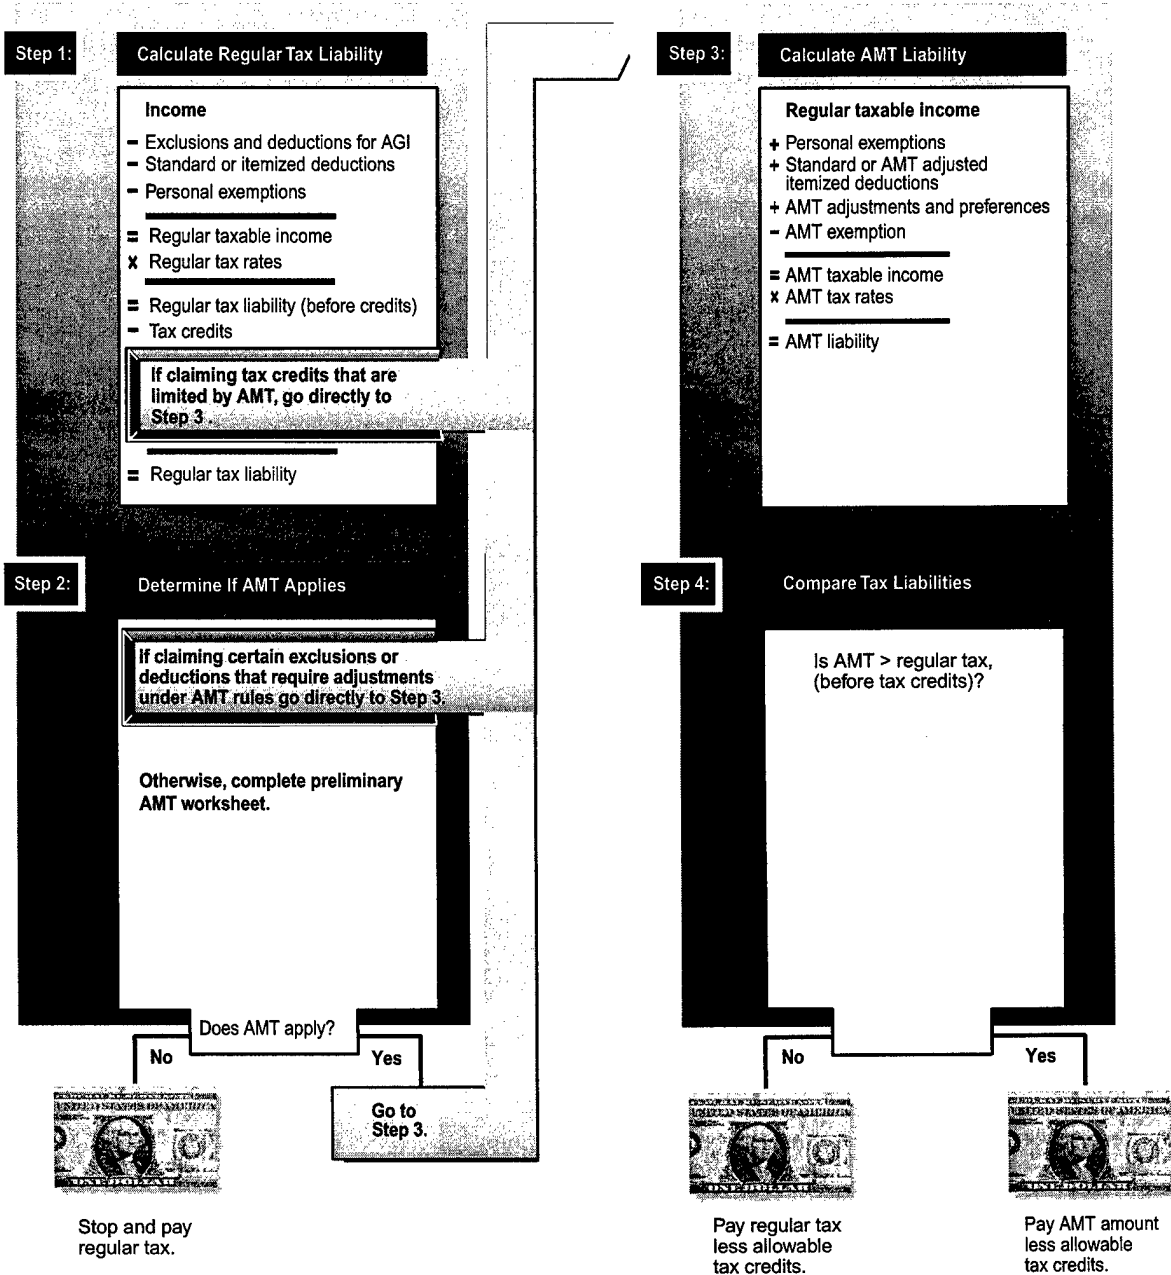 Step 1:
Calculate Regular Tax Liability
Income
- Exclusions and deductions for AGI
- Standard or itemized deductions
- Personal exemptions
= Regular taxable income
x Regular tax rates
= Regular tax liability (before credits)
- Tax credits
If claiming tax credits that are
limited by AMT, go directly to
Step 3 .
= Regular tax liability
Step 2:
Determine If AMT Applies
If claiming certain exclusions or
deductions that require adjustments
under AMT rules go directly to Step 3.
Otherwise, complete preliminary
AMT worksheet.
Does AMT apply?
No
Yes
Go to
Step 3.
Stop and pay
regular tax.
Step 3:
Calculate AMT Liability
Regular taxable income
+ Personal exemptions
+ Standard or AMT adjusted
itemized deductions
+ AMT adjustments and preferences
- AMT exemption
= AMT taxable income
x AMT tax rates
= AMT liability
Step 4:
Compare Tax Liabilities
Is AMT > regular tax,
(before tax credits)?
No
Yes
Pay regular tax
less allowable
tax credits.
Pay AMT amount
less allowable
tax credits.